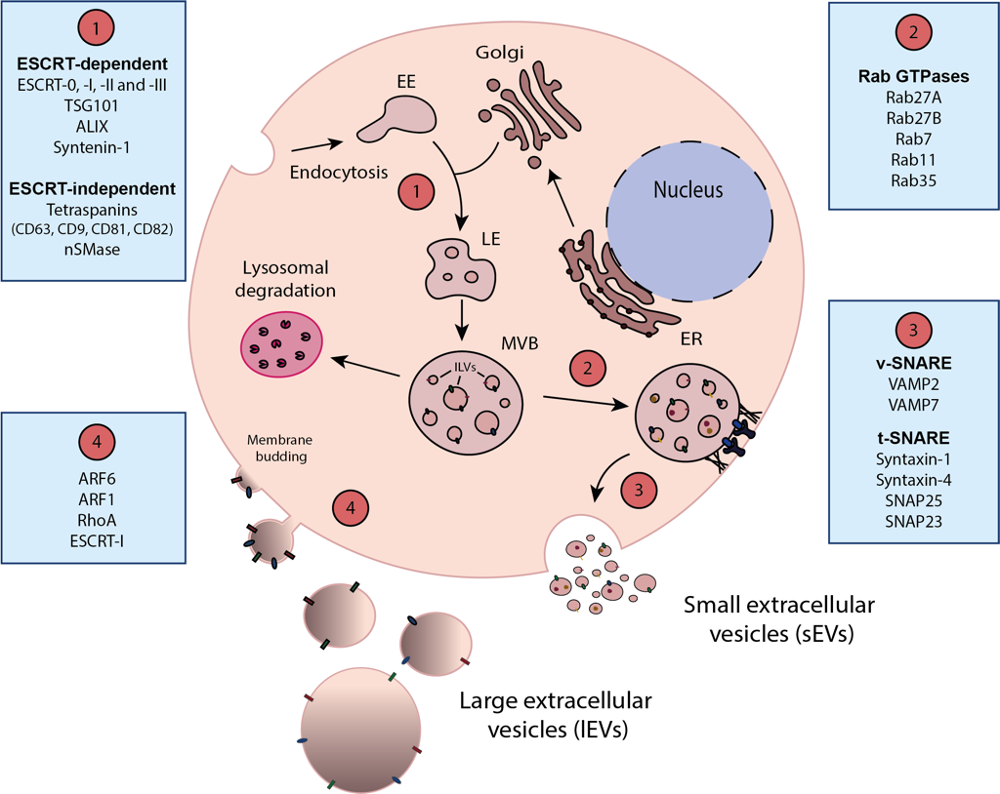 1
ESCRT-dependent
ESCRT-0, -I, -II and -III
TSG101
ALIX
Syntenin-1
ESCRT-independent
Tetraspanins
(CD63, CD9, CD81, CD82)
nSMase
2
Rab GTPases
Rab27A
Rab27B
Rab7
Rab11
Rab35
3
v-SNARE
VAMP2
VAMP7
t-SNARE
Syntaxin-1
Syntaxin-4
SNAP25
SNAP23
4
ARF6
ARF1
RhoA
ESCRT-I
Golgi
EE
Endocytosis
1
Nucleus
LE
Lysosomal
degradation
ER
MVB
ILVs
2
Membrane
budding
3
4
Small extracellular
vesicles (sEVs)
Large extracellular
vesicles (lEVs)